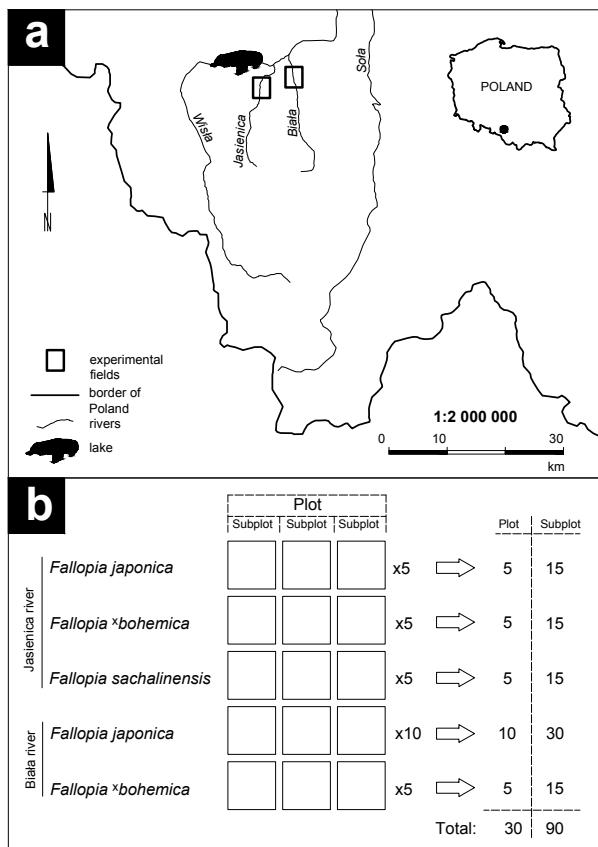 a
POLAND
Wisła
Jasienica
Biała
Soła
N
experimental
fields
border of
Poland
rivers
lake
1:2 000 000
0 10 30
km
b
Plot
Subplot Subplot Subplot
Plot Subplot
Jasienica river
Fallopia japonica x5 5 15
Fallopia ˣbohemica x5 5 15
Fallopia sachalinensis x5 5 15
Biała river
Fallopia japonica x10 10 30
Fallopia ˣbohemica x5 5 15
Total: 30 90